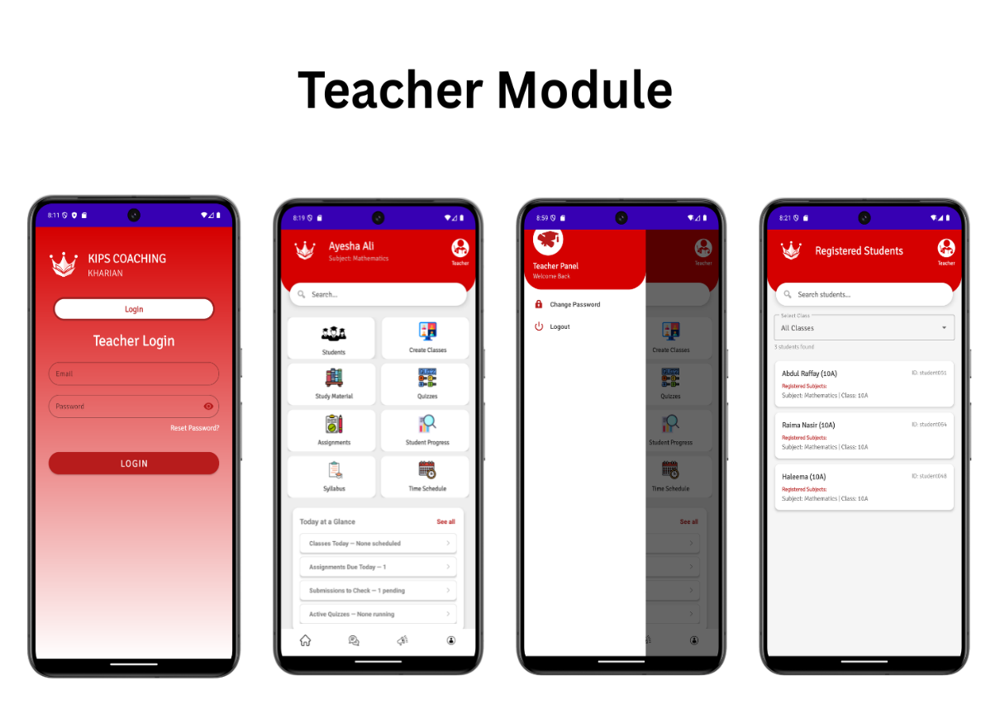 Teacher Module
8:11
KIPS COACHING
KHARIAN
Login
Teacher Login
Email
Password
Reset Password?
LOGIN
8:19
Ayesha Ali
Subject: Mathematics
Teacher
Search...
Students
Create Classes
Study Material
Quizzes
Assignments
Student Progress
Syllabus
Time Schedule
Today at a Glance
See all
Classes Today – None scheduled
Assignments Due Today – 1
Submissions to Check – 1 pending
Active Quizzes – None running
8:59
Teacher Panel
Welcome Back
Change Password
Logout
Teacher
Create Classes
Quizzes
Student Progress
Time Schedule
See all
8:21
Registered Students
Teacher
Search students...
Select Class
All Classes
3 students found
Abdul Raffay (10A)
ID: student051
Registered Subjects:
Subject: Mathematics | Class: 10A
Raima Nasir (10A)
ID: student064
Registered Subjects:
Subject: Mathematics | Class: 10A
Haleema (10A)
ID: student048
Registered Subjects:
Subject: Mathematics | Class: 10A